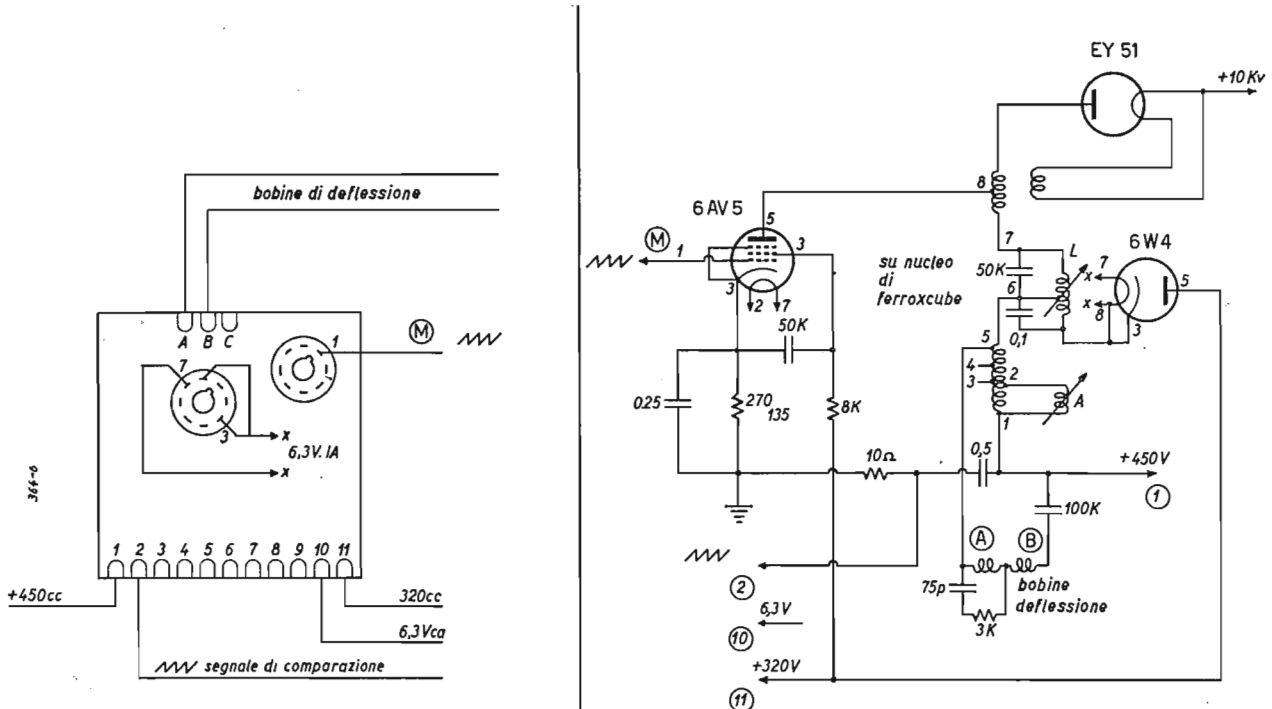 bobine di deflessione
A B C
M
1
7
3
x
6,3V. IA
x
364-6
1 2 3 4 5 6 7 8 9 10 11
+450cc
320cc
6,3Vca
segnale di comparazione
EY 51
+10 Kv
8
6AV5
5
M
1
3
3
2
7
7
L
6W4
50K
su nucleo
di
ferroxcube
6
x
7
5
x
8
3
0,1
50K
5
4
3
2
A
1
0.25
270
135
8K
10Ω
0,5
+450V
1
100K
A
B
2
75p
bobine
deflessione
3K
6,3V
10
+320V
11